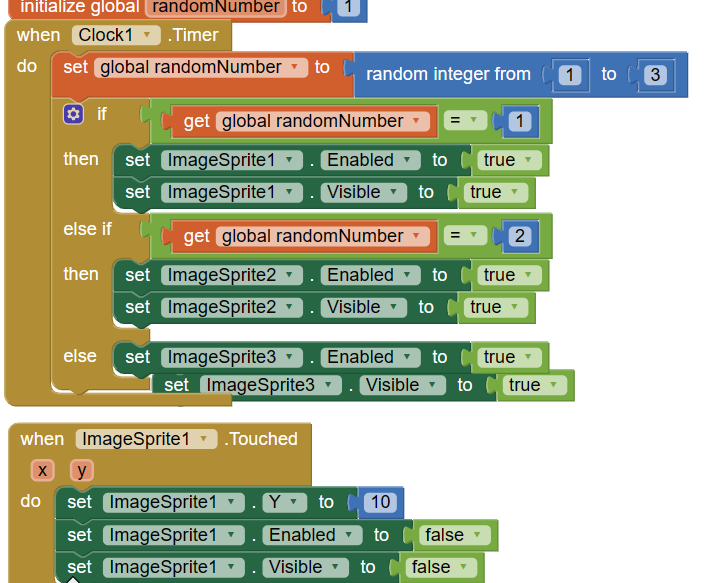 initialize global randomNumber to 1
when Clock1 .Timer
do set global randomNumber to random integer from 1 to 3
if get global randomNumber = 1
then set ImageSprite1 . Enabled to true
set ImageSprite1 . Visible to true
else if get global randomNumber = 2
then set ImageSprite2 . Enabled to true
set ImageSprite2 . Visible to true
else set ImageSprite3 . Enabled to true
set ImageSprite3 . Visible to true
when ImageSprite1 .Touched
x y
do set ImageSprite1 . Y to 10
set ImageSprite1 . Enabled to false
set ImageSprite1 . Visible to false